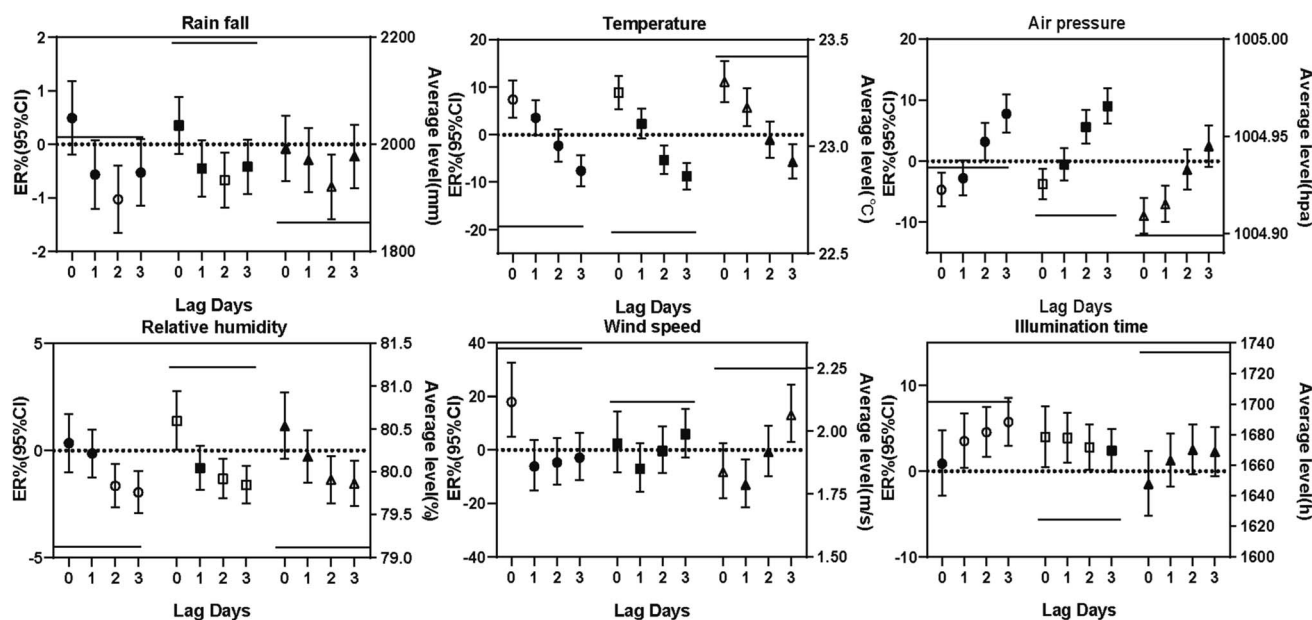 Rain fall
ER%(95%CI)
2
1
0
-1
-2
2200
2000
1800
Average level(mm)
0 1 2 3 0 1 2 3 0 1 2 3
Lag Days
Temperature
ER%(95%CI)
20
10
0
-10
-20
23.5
23.0
22.5
Average level(°C)
0 1 2 3 0 1 2 3 0 1 2 3
Lag Days
Air pressure
ER%(95%CI)
20
10
0
-10
1005.00
1004.95
1004.90
Average level(hpa)
0 1 2 3 0 1 2 3 0 1 2 3
Lag Days
Relative humidity
ER%(95%CI)
5
0
-5
81.5
81.0
80.5
80.0
79.5
79.0
Average level(%)
0 1 2 3 0 1 2 3 0 1 2 3
Lag Days
Wind speed
ER%(95%CI)
40
20
0
-20
-40
2.25
2.00
1.75
1.50
Average level(m/s)
0 1 2 3 0 1 2 3 0 1 2 3
Lag Days
Illumination time
ER%(95%CI)
10
0
-10
1740
1720
1700
1680
1660
1640
1620
1600
Average level(h)
0 1 2 3 0 1 2 3 0 1 2 3
Lag Days